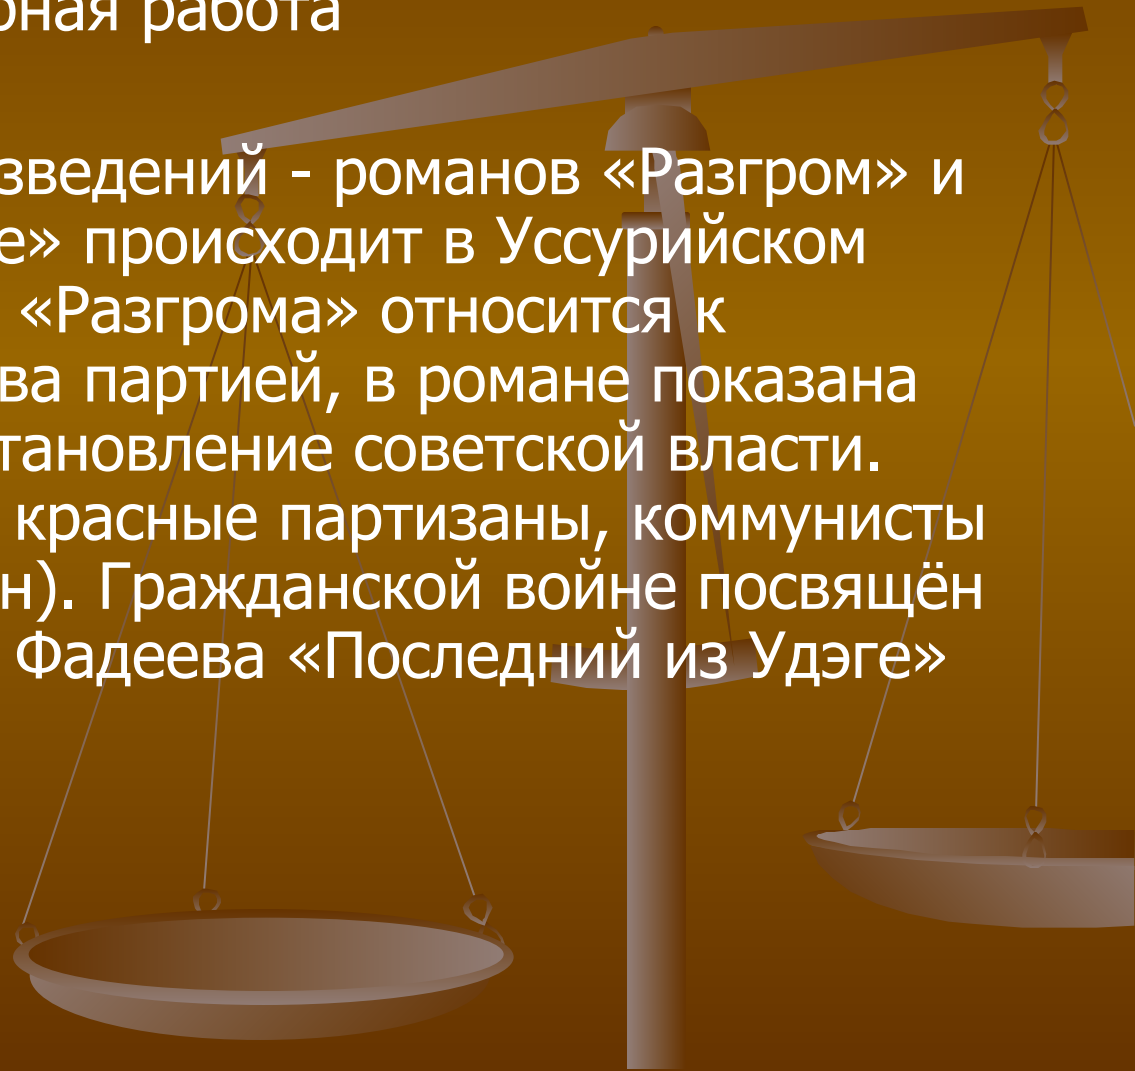 рная работа
зведений - романов «Разгром» и
е» происходит в Уссурийском
«Разгрома» относится к
ва партией, в романе показана
тановление советской власти.
красные партизаны, коммунисты
н). Гражданской войне посвящён
Фадеева «Последний из Удэге»